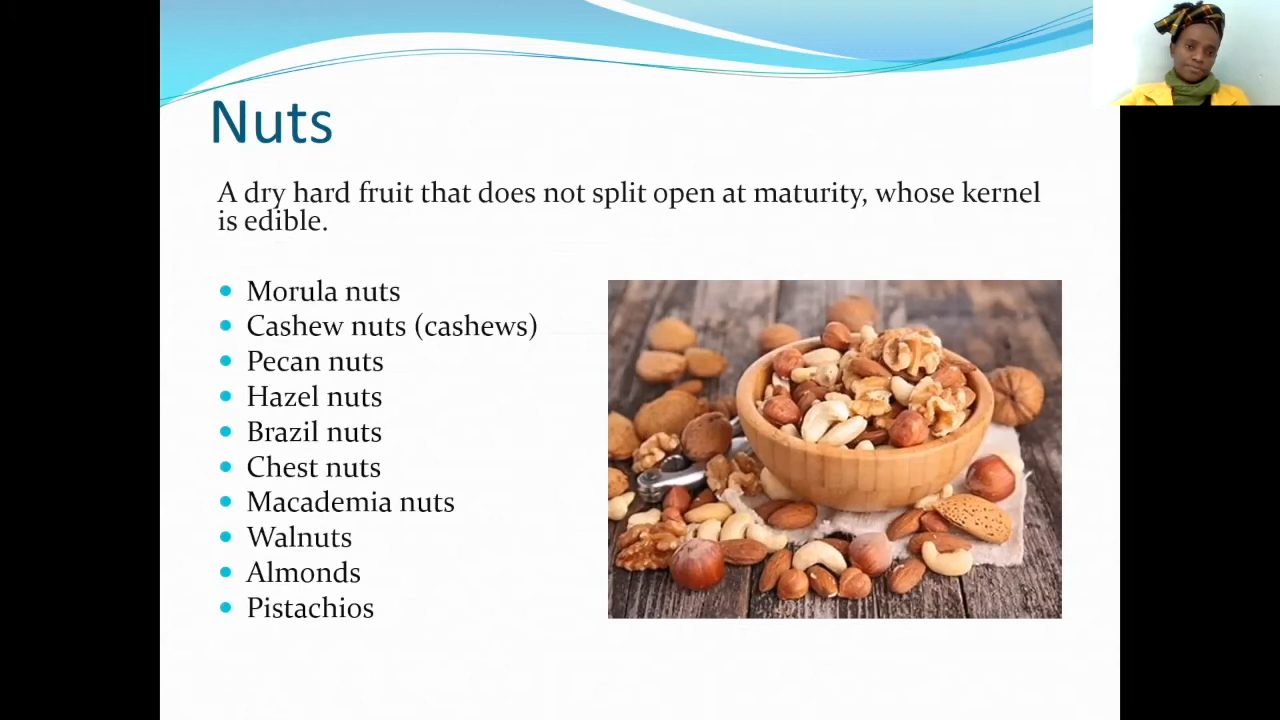 Nuts
A dry hard fruit that does not split open at maturity, whose kernel
is edible.
Morula nuts
Cashew nuts (cashews)
Pecan nuts
Hazel nuts
Brazil nuts
Chest nuts
Macademia nuts
Walnuts
Almonds
Pistachios